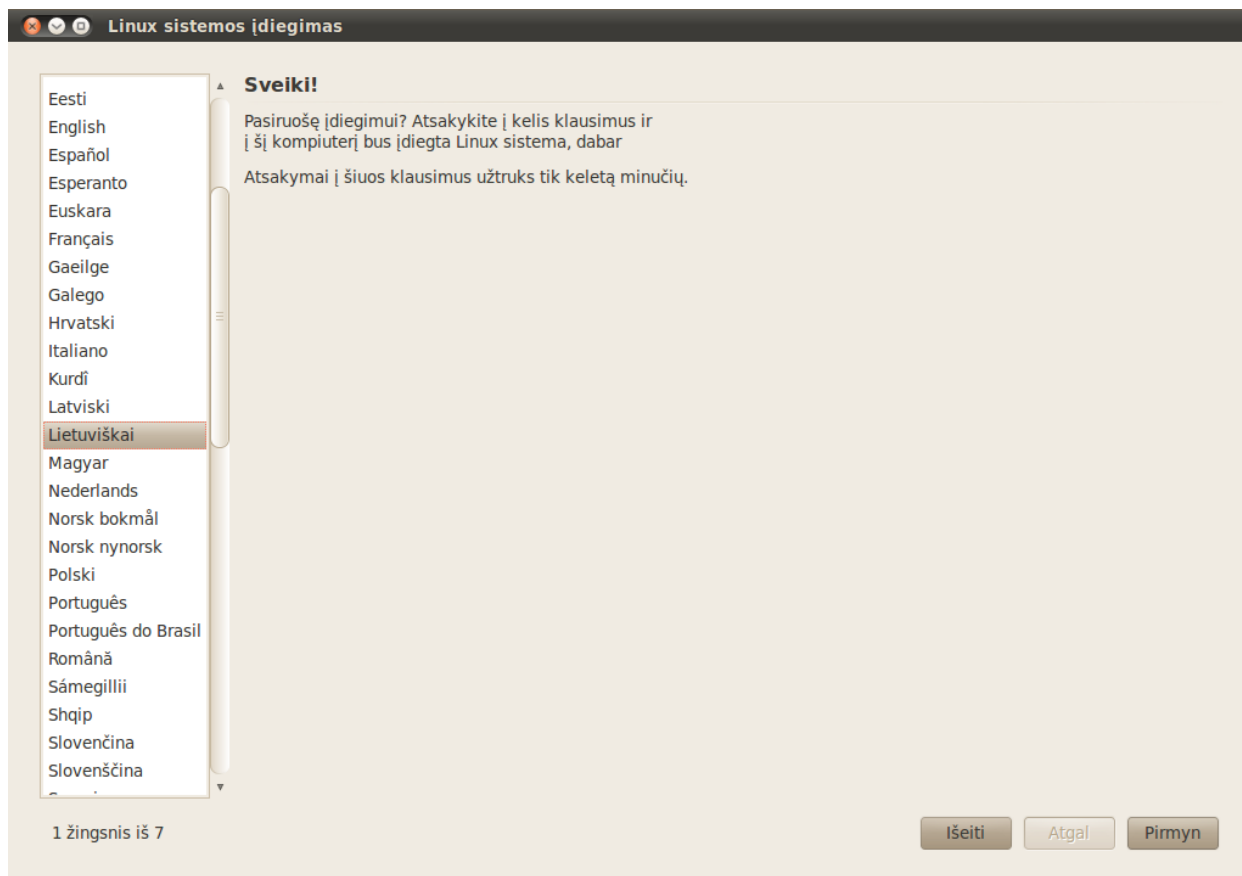 Linux sistemos įdiegimas
Eesti
English
Español
Esperanto
Euskara
Français
Gaeilge
Galego
Hrvatski
Italiano
Kurdî
Latviski
Lietuviškai
Magyar
Nederlands
Norsk bokmål
Norsk nynorsk
Polski
Português
Português do Brasil
Română
Sámegillii
Shqip
Slovenčina
Slovenščina
Sveiki!
Pasiruošę įdiegimui? Atsakykite į kelis klausimus ir
į šį kompiuterį bus įdiegta Linux sistema, dabar
Atsakymai į šiuos klausimus užtruks tik keletą minučių.
1 žingsnis iš 7
Išeiti
Atgal
Pirmyn